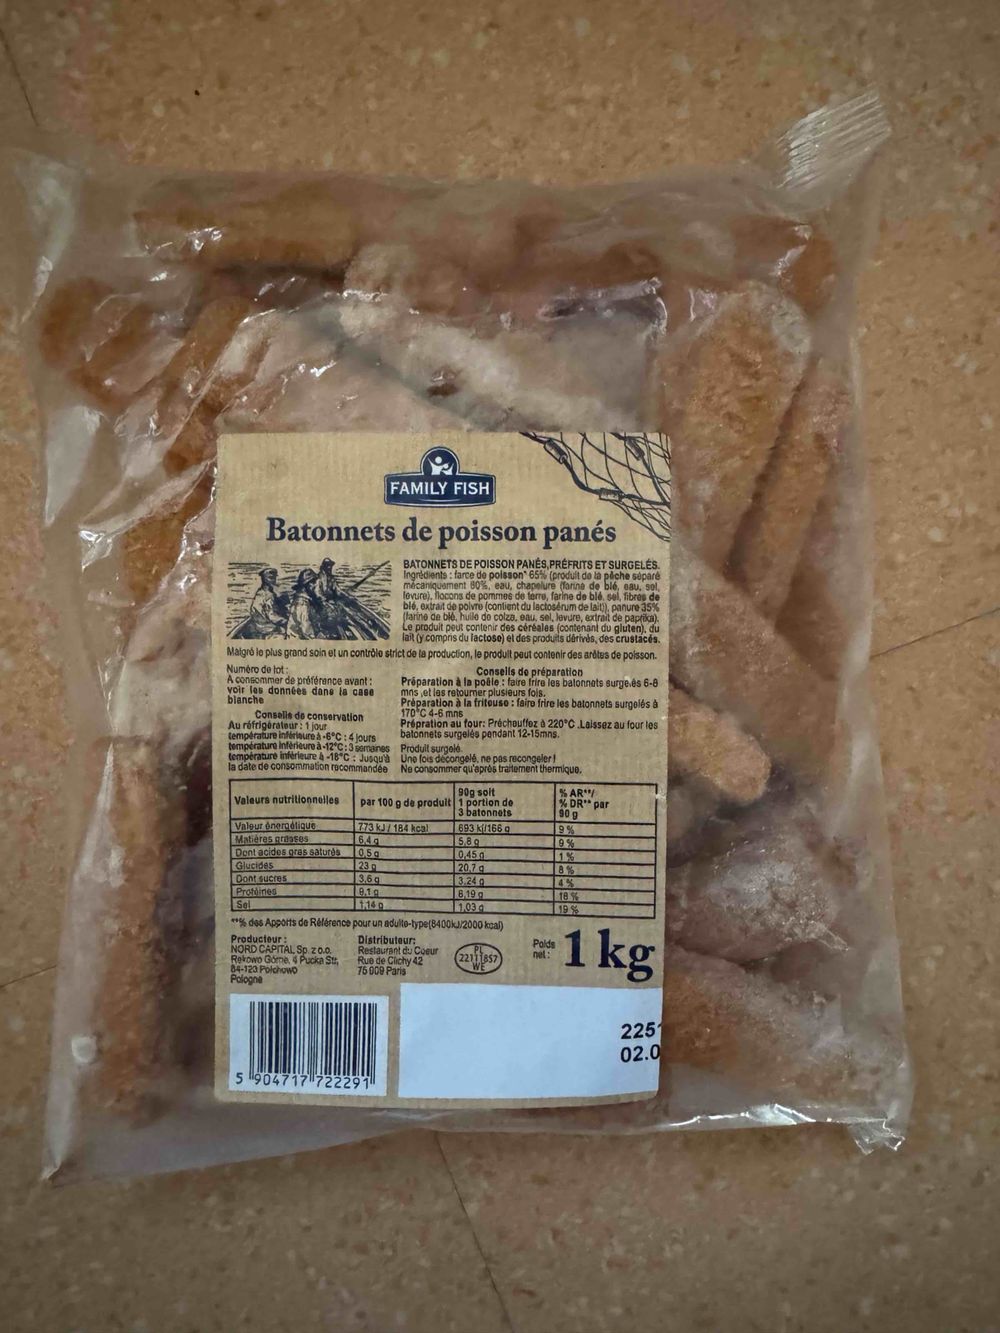 FAMILY FISH
Batonnets de poisson panés
BATONNETS DE POISSON PANÉS,PRÉFRITS ET SURGELÉS.
Ingrédients : farce de poisson* 65% (produit de la pêche séparé
mécaniquement 80%, eau, chapelure (farine de blé, eau, sel,
levure), flocons de pommes de terre, farine de blé, sel, fibres de
blé, extrait de poivre (contient du lactosérum de lait)), panure 35%
(farine de blé, huile de colza, eau, sel, levure, extrait de paprika).
Le produit peut contenir des céréales (contenant du gluten), du
lait (y compris du lactose) et des produits dérivés, des crustacés.
Malgré le plus grand soin et un contrôle strict de la production, le produit peut contenir des arêtes de poisson.
Numéro de lot :
A consommer de préférence avant :
voir les données dans la case
blanche
Conseils de conservation
Au réfrigérateur : 1 jour
température inférieure à -6°C : 4 jours
température inférieure à -12°C : 3 semaines
température inférieure à -18°C : Jusqu'à
la date de consommation recommandée
Conseils de préparation
Préparation à la poêle : faire frire les batonnets surgelés 6-8
mns ,et les retourner plusieurs fois.
Préparation à la friteuse : faire frire les batonnets surgelés à
170°C 4-6 mns
Prépration au four: Préchauffez à 220°C .Laissez au four les
batonnets surgelés pendant 12-15mns.
Produit surgelé
Une fois décongelé, ne pas recongeler!
Ne consommer qu'après traitement thermique.
Valeurs nutritionnelles par 100 g de produit 90g soit 1 portion de 3 batonnets % AR**/ % DR** par 90 g
Valeur énergétique 773 kJ / 184 kcal 693 kj/166 g 9 %
Matières grasses 6,4 g 5,8 g 9 %
Dont acides gras saturés 0,5 g 0,45 g 1 %
Glucides 23 g 20,7 g 8 %
Dont sucres 3,6 g 3,24 g 4 %
Protéines 9,1 g 8,19 g 16 %
Sel 1,14 g 1,03 g 19 %
**% des Apports de Référence pour un adulte-type(8400kJ/2000 kcal)
Producteur :
NORD CAPITAL Sp. z o.o.
Rekowo Górne, 4 Pucka Str,
84-123 Połchowo
Pologne
Distributeur:
Restaurant du Coeur
Rue de Clichy 42
75 009 Paris
PL
22111857
WE
Poids
net :
1 kg
2251
02.0
5 904717 722291